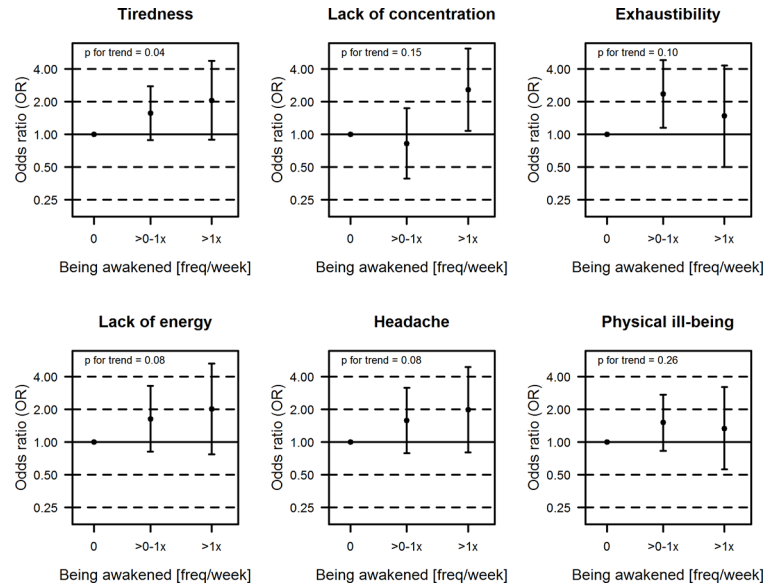 Tiredness
p for trend = 0.04
Odds ratio (OR)
4.00
2.00
1.00
0.50
0.25
0 >0-1x >1x
Being awakened [freq/week]
Lack of concentration
p for trend = 0.15
Odds ratio (OR)
4.00
2.00
1.00
0.50
0.25
0 >0-1x >1x
Being awakened [freq/week]
Exhaustibility
p for trend = 0.10
Odds ratio (OR)
4.00
2.00
1.00
0.50
0.25
0 >0-1x >1x
Being awakened [freq/week]
Lack of energy
p for trend = 0.08
Odds ratio (OR)
4.00
2.00
1.00
0.50
0.25
0 >0-1x >1x
Being awakened [freq/week]
Headache
p for trend = 0.08
Odds ratio (OR)
4.00
2.00
1.00
0.50
0.25
0 >0-1x >1x
Being awakened [freq/week]
Physical ill-being
p for trend = 0.26
Odds ratio (OR)
4.00
2.00
1.00
0.50
0.25
0 >0-1x >1x
Being awakened [freq/week]